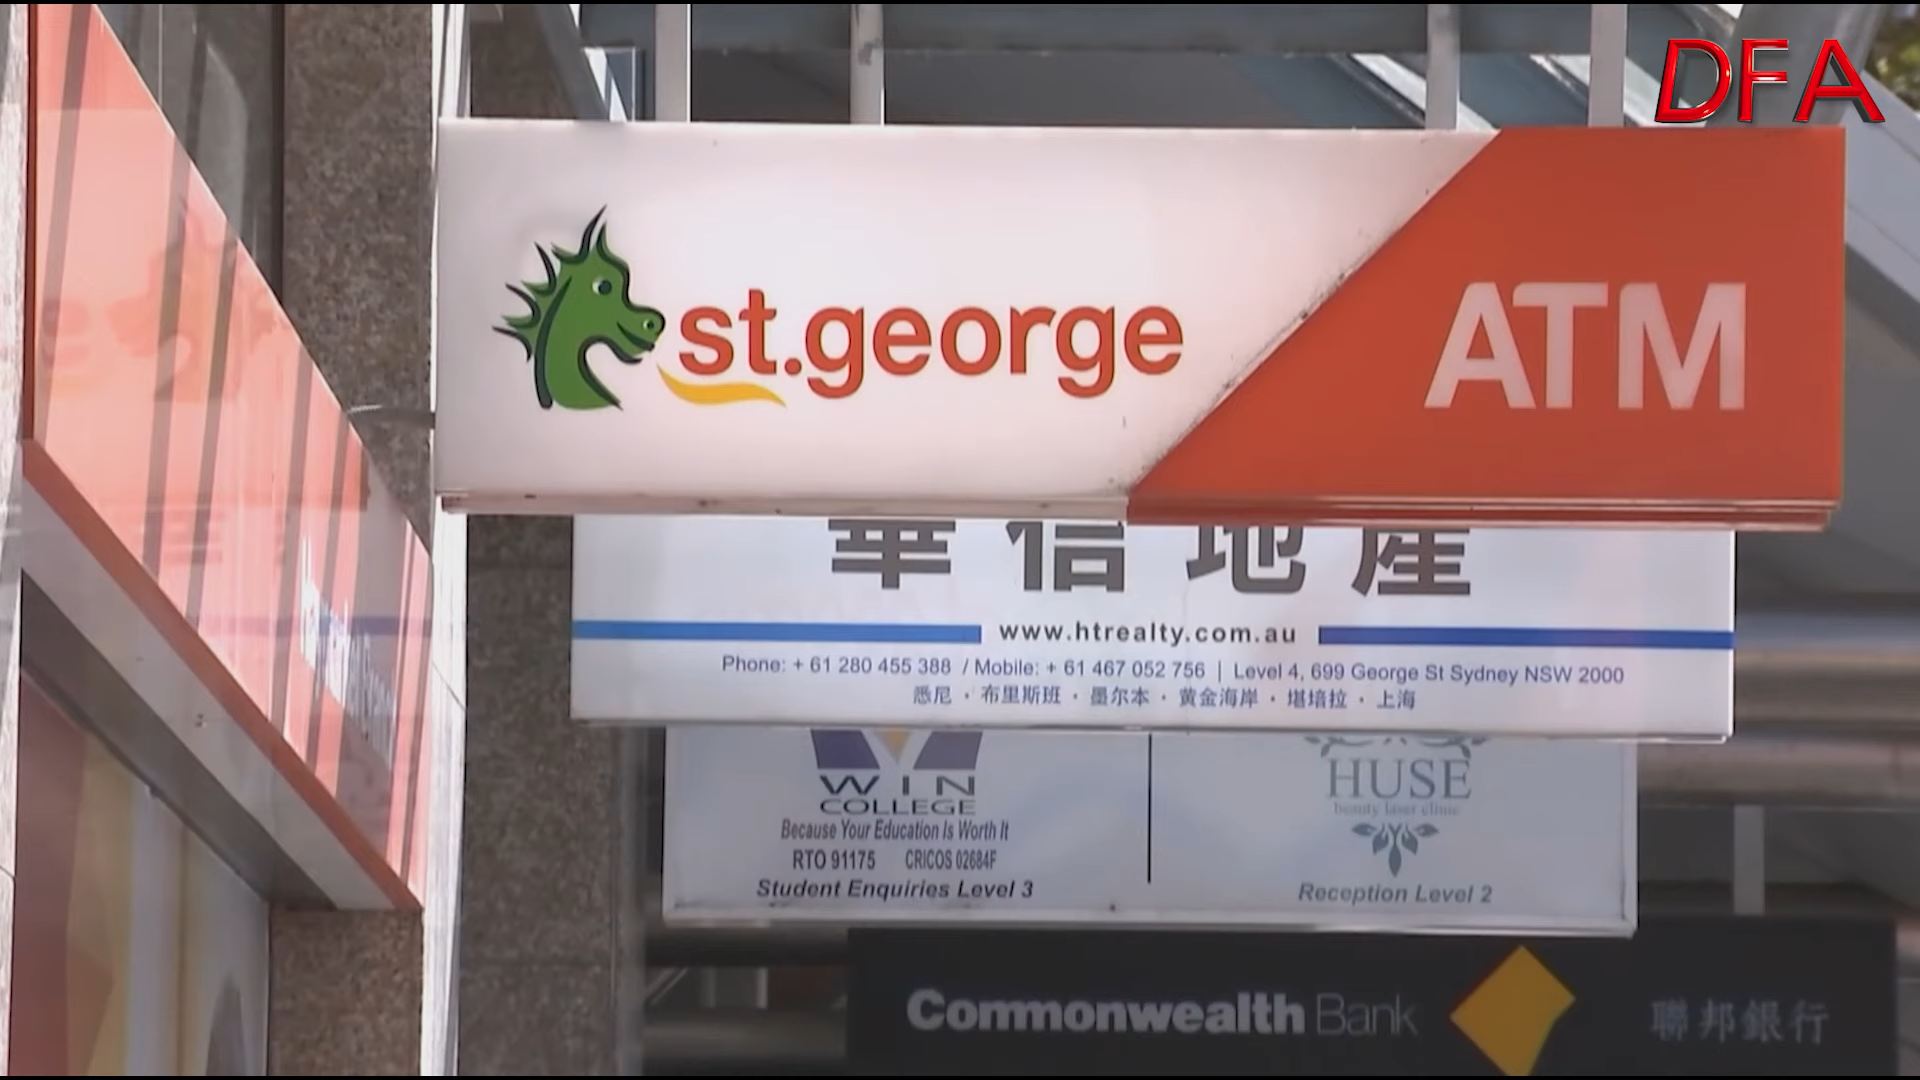 DFA
st.george
ATM
華信地產
www.htrealty.com.au
Phone: + 61 280 455 388 / Mobile: + 61 467 052 756 | Level 4, 699 George St Sydney NSW 2000
悉尼 · 布里斯班 · 墨尔本 · 黄金海岸 · 堪培拉 · 上海
WIN
COLLEGE
Because Your Education Is Worth It
RTO 91175 CRICOS 02684F
Student Enquiries Level 3
HUSE
beauty laser clinic
Reception Level 2
CommonwealthBank
聯邦銀行